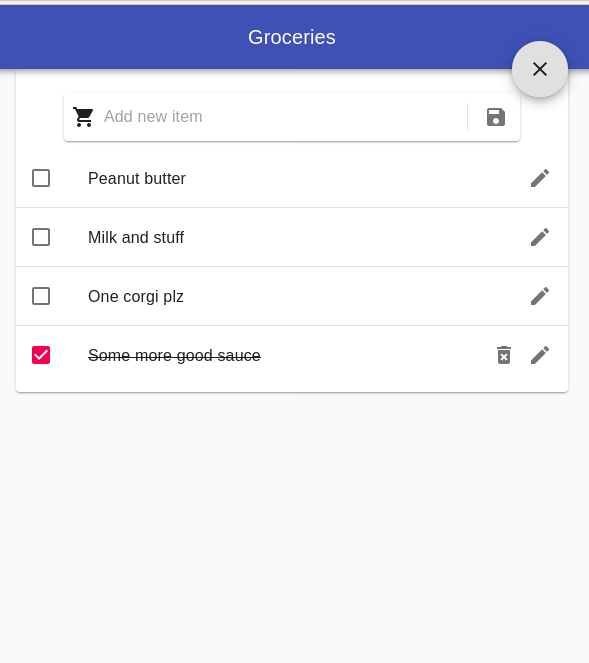 Groceries
Add new item
Peanut butter
Milk and stuff
One corgi plz
Some more good sauce